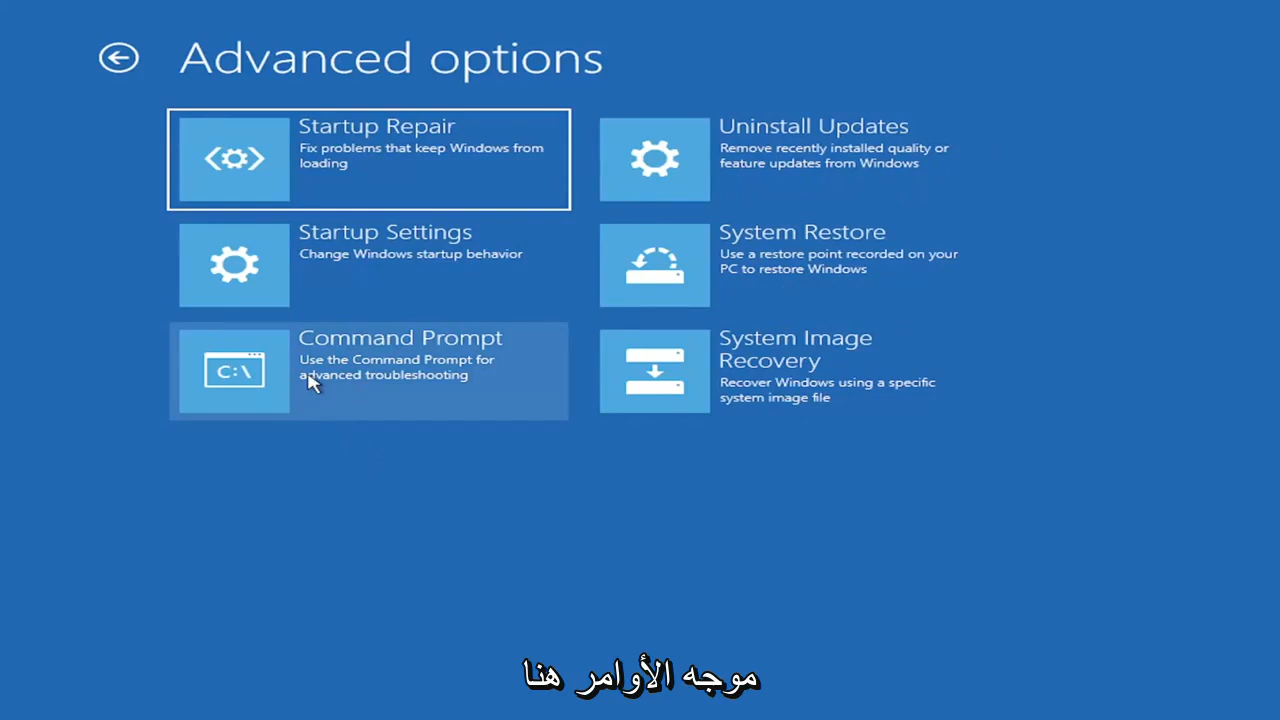 Advanced options
Startup Repair
Fix problems that keep Windows from
loading
Uninstall Updates
Remove recently installed quality or
feature updates from Windows
Startup Settings
Change Windows startup behavior
System Restore
Use a restore point recorded on your
PC to restore Windows
C:\
Command Prompt
Use the Command Prompt for
advanced troubleshooting
System Image
Recovery
Recover Windows using a specific
system image file
موجه الأوامر هنا